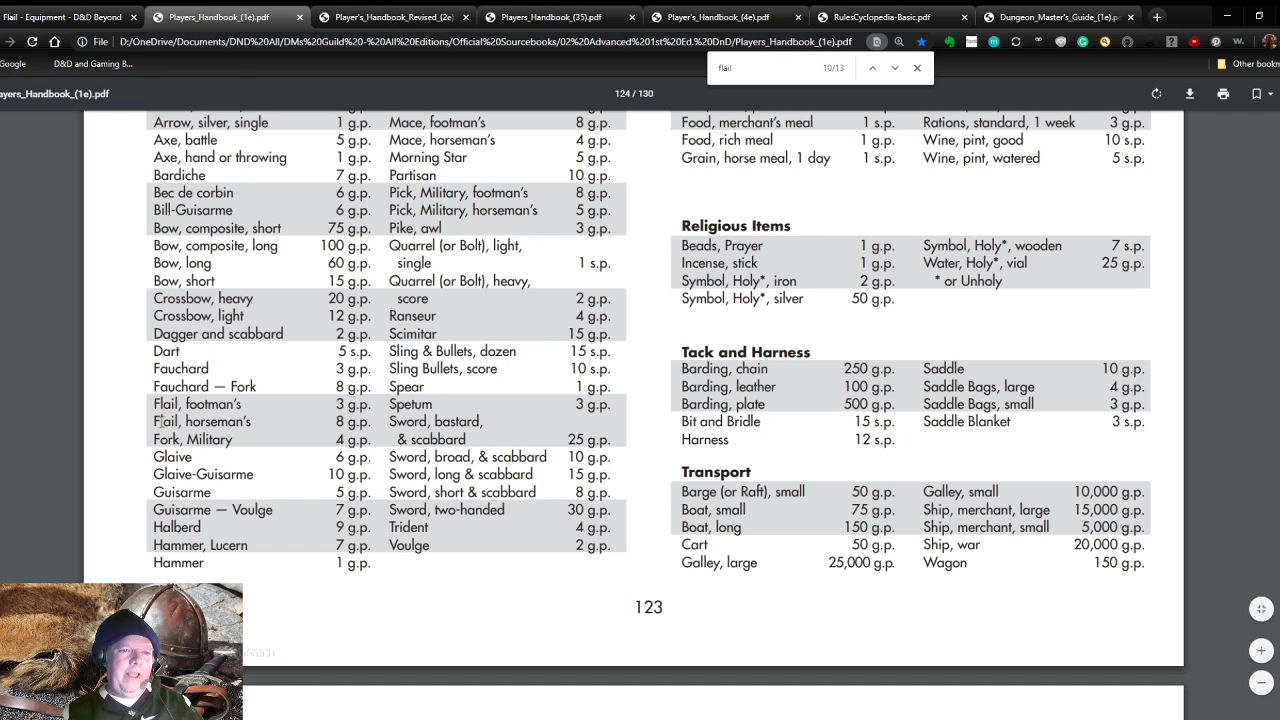 Flail - Equipment - D&D Beyond
Players_Handbook_(1e).pdf
Player's_Handbook_Revised_(2e).
Players_Handbook_(35).pdf
Player's_Handbook_(4e).pdf
RulesCyclopedia-Basic.pdf
Dungeon_Master's_Guide_(1e).p
File | D:/OneDrive/Documents/DND%20All/DMs%20Guild%20-%20All%20Editions/Official%20Sourcebooks/02%20Advanced%201st%20Ed.%20DnD/Players_Handbook_(1e).pdf
Google
D&D and Gaming B...
Other bookm
flail 10/13
ayers_Handbook_(1e).pdf
124 / 130
Arrow, silver, single 1 g.p. Mace, footman's 8 g.p.
Axe, battle 5 g.p. Mace, horseman's 4 g.p.
Axe, hand or throwing 1 g.p. Morning Star 5 g.p.
Bardiche 7 g.p. Partisan 10 g.p.
Bec de corbin 6 g.p. Pick, Military, footman's 8 g.p.
Bill-Guisarme 6 g.p. Pick, Military, horseman's 5 g.p.
Bow, composite, short 75 g.p. Pike, awl 3 g.p.
Bow, composite, long 100 g.p. Quarrel (or Bolt), light,
Bow, long 60 g.p. single 1 s.p.
Bow, short 15 g.p. Quarrel (or Bolt), heavy,
Crossbow, heavy 20 g.p. score 2 g.p.
Crossbow, light 12 g.p. Ranseur 4 g.p.
Dagger and scabbard 2 g.p. Scimitar 15 g.p.
Dart 5 s.p. Sling & Bullets, dozen 15 s.p.
Fauchard 3 g.p. Sling Bullets, score 10 s.p.
Fauchard — Fork 8 g.p. Spear 1 g.p.
Flail, footman's 3 g.p. Spetum 3 g.p.
Flail, horseman's 8 g.p. Sword, bastard,
Fork, Military 4 g.p. & scabbard 25 g.p.
Glaive 6 g.p. Sword, broad, & scabbard 10 g.p.
Glaive-Guisarme 10 g.p. Sword, long & scabbard 15 g.p.
Guisarme 5 g.p. Sword, short & scabbard 8 g.p.
Guisarme — Voulge 7 g.p. Sword, two-handed 30 g.p.
Halberd 9 g.p. Trident 4 g.p.
Hammer, Lucern 7 g.p. Voulge 2 g.p.
Hammer 1 g.p.
Food, merchant's meal 1 s.p. Rations, standard, 1 week 3 g.p.
Food, rich meal 1 g.p. Wine, pint, good 10 s.p.
Grain, horse meal, 1 day 1 s.p. Wine, pint, watered 5 s.p.
Religious Items
Beads, Prayer 1 g.p. Symbol, Holy*, wooden 7 s.p.
Incense, stick 1 g.p. Water, Holy*, vial 25 g.p.
Symbol, Holy*, iron 2 g.p. * or Unholy
Symbol, Holy*, silver 50 g.p.
Tack and Harness
Barding, chain 250 g.p. Saddle 10 g.p.
Barding, leather 100 g.p. Saddle Bags, large 4 g.p.
Barding, plate 500 g.p. Saddle Bags, small 3 g.p.
Bit and Bridle 15 s.p. Saddle Blanket 3 s.p.
Harness 12 s.p.
Transport
Barge (or Raft), small 50 g.p. Galley, small 10,000 g.p.
Boat, small 75 g.p. Ship, merchant, large 15,000 g.p.
Boat, long 150 g.p. Ship, merchant, small 5,000 g.p.
Cart 50 g.p. Ship, war 20,000 g.p.
Galley, large 25,000 g.p. Wagon 150 g.p.
123